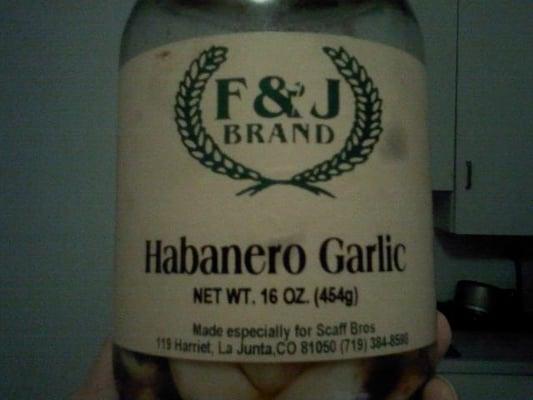 F & J
BRAND
Habanero Garlic
NET WT. 16 OZ. (454g)
Made especially for Scaff Bros
119 Harriet, La Junta,CO 81050 (719) 384-8590